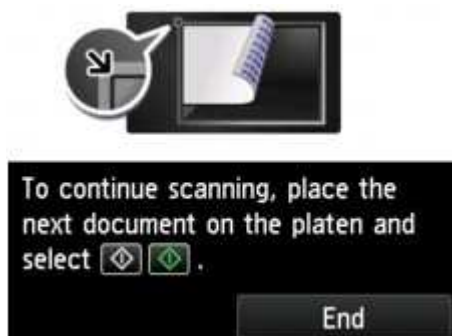 To continue scanning, place the
next document on the platen and
select .
End